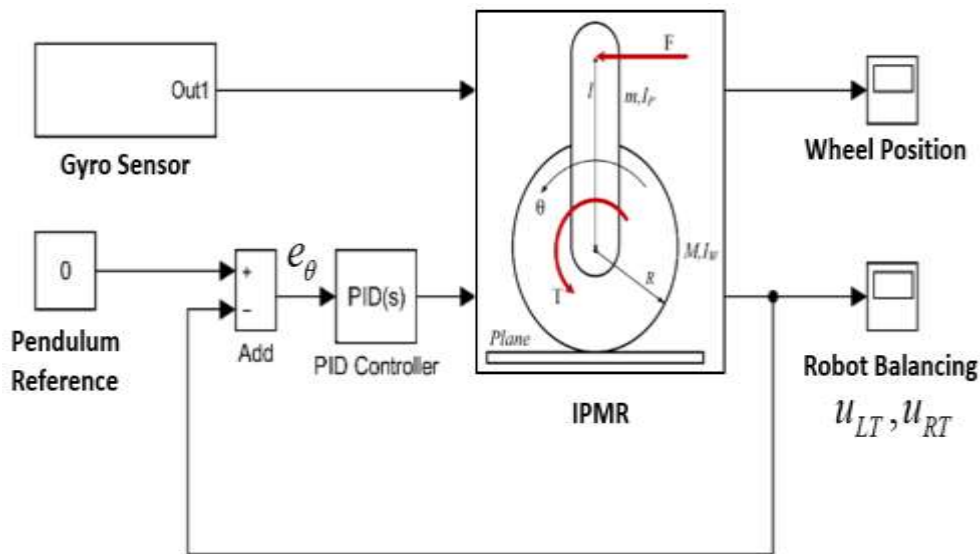 Out1
Gyro Sensor
F
l
m,I_P
θ
M,I_W
R
T
Plane
IPMR
Wheel Position
0
Pendulum
Reference
+
−
Add
e_θ
PID(s)
PID Controller
Robot Balancing
u_LT, u_RT